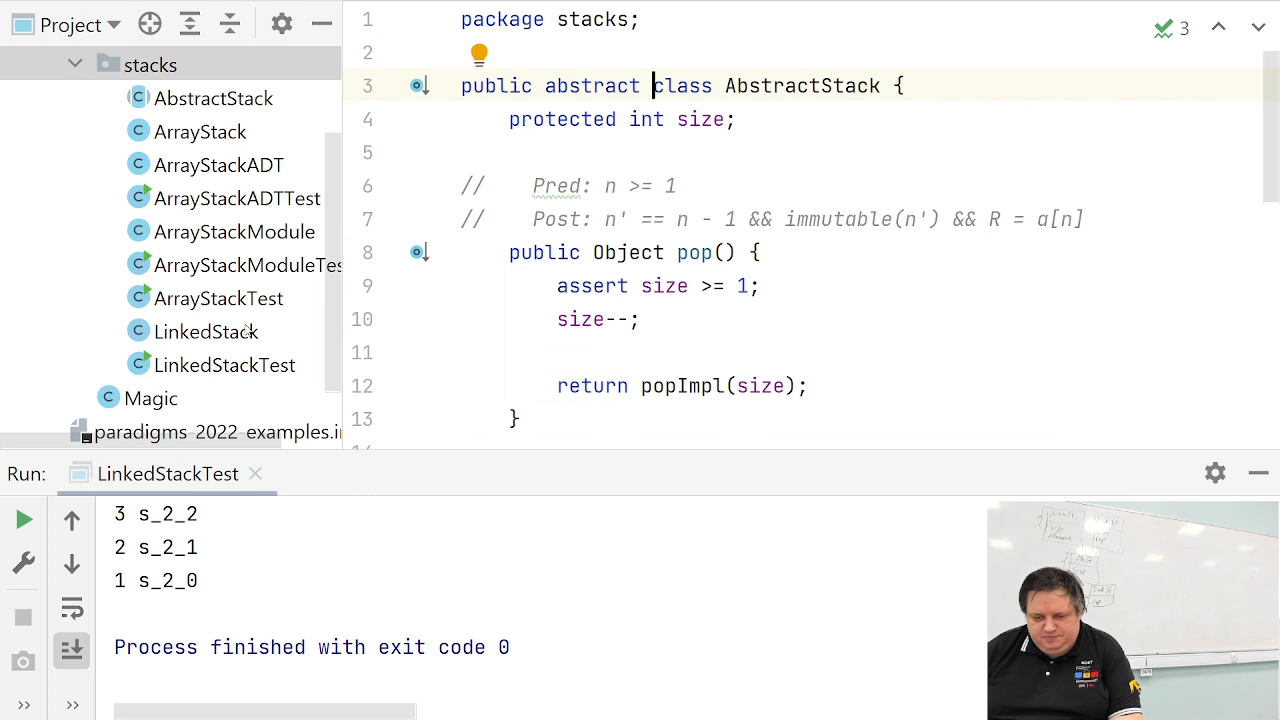 Project
stacks
AbstractStack
ArrayStack
ArrayStackADT
ArrayStackADTTest
ArrayStackModule
ArrayStackModuleTes
ArrayStackTest
LinkedStack
LinkedStackTest
Magic
paradigms-2022-examples.i
3
1 package stacks;
2
3 public abstract class AbstractStack {
4 protected int size;
5
6 // Pred: n >= 1
7 // Post: n' == n - 1 && immutable(n') && R = a[n]
8 public Object pop() {
9 assert size >= 1;
10 size--;
11
12 return popImpl(size);
13 }
Run: LinkedStackTest
3 s_2_2
2 s_2_1
1 s_2_0
Process finished with exit code 0